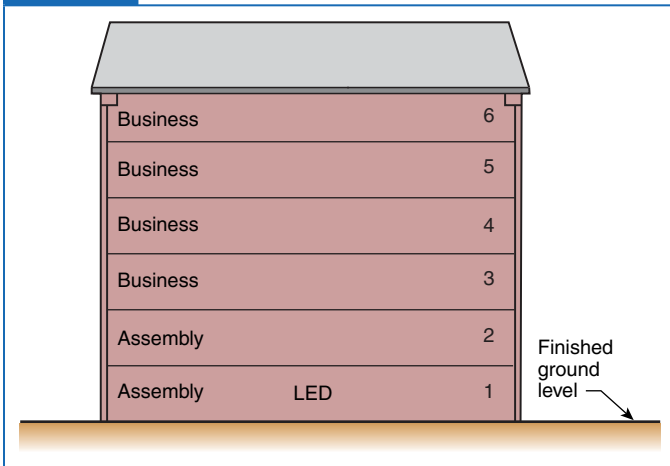 Business 6
Business 5
Business 4
Business 3
Assembly 2
Assembly LED 1
Finished
ground
level